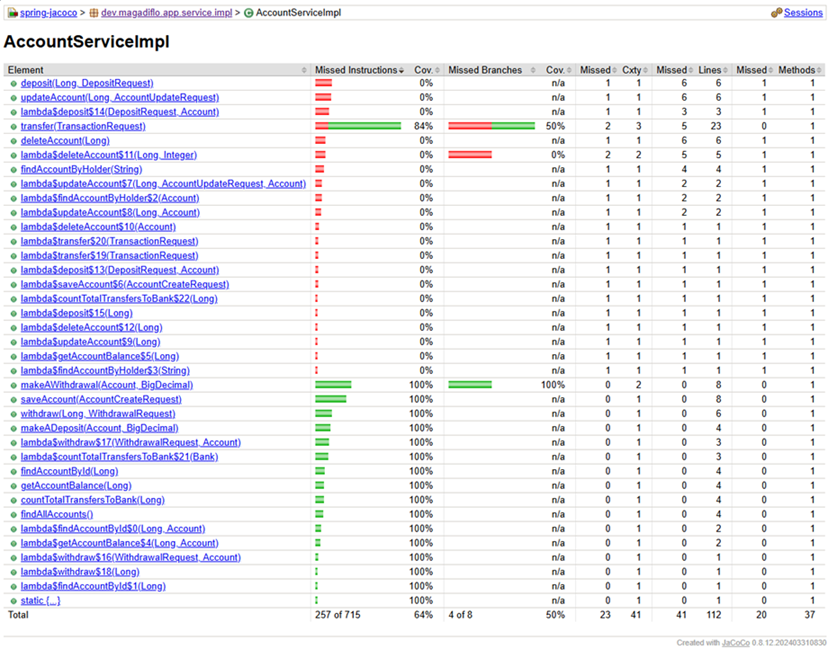 spring-jacoco > dev.magadiflo.app.service.impl > AccountServiceImpl Sessions
AccountServiceImpl
Element Missed Instructions Cov. Missed Branches Cov. Missed Cxty Missed Lines Missed Methods
deposit(Long, DepositRequest) 0% n/a 1 1 6 6 1 1
updateAccount(Long, AccountUpdateRequest) 0% n/a 1 1 6 6 1 1
lambda$deposit$14(DepositRequest, Account) 0% n/a 1 1 3 3 1 1
transfer(TransactionRequest) 84% 50% 2 3 5 23 0 1
deleteAccount(Long) 0% n/a 1 1 6 6 1 1
lambda$deleteAccount$11(Long, Integer) 0% 0% 2 2 5 5 1 1
findAccountByHolder(String) 0% n/a 1 1 4 4 1 1
lambda$updateAccount$7(Long, AccountUpdateRequest, Account) 0% n/a 1 1 2 2 1 1
lambda$findAccountByHolder$2(Account) 0% n/a 1 1 2 2 1 1
lambda$updateAccount$8(Long, Account) 0% n/a 1 1 2 2 1 1
lambda$deleteAccount$10(Account) 0% n/a 1 1 1 1 1 1
lambda$transfer$20(TransactionRequest) 0% n/a 1 1 1 1 1 1
lambda$transfer$19(TransactionRequest) 0% n/a 1 1 1 1 1 1
lambda$deposit$13(DepositRequest, Account) 0% n/a 1 1 1 1 1 1
lambda$saveAccount$6(AccountCreateRequest) 0% n/a 1 1 1 1 1 1
lambda$countTotalTransfersToBank$22(Long) 0% n/a 1 1 1 1 1 1
lambda$deposit$15(Long) 0% n/a 1 1 1 1 1 1
lambda$deleteAccount$12(Long) 0% n/a 1 1 1 1 1 1
lambda$updateAccount$9(Long) 0% n/a 1 1 1 1 1 1
lambda$getAccountBalance$5(Long) 0% n/a 1 1 1 1 1 1
lambda$findAccountByHolder$3(String) 0% n/a 1 1 1 1 1 1
makeAWithdrawal(Account, BigDecimal) 100% 100% 0 2 0 8 0 1
saveAccount(AccountCreateRequest) 100% n/a 0 1 0 8 0 1
withdraw(Long, WithdrawalRequest) 100% n/a 0 1 0 6 0 1
makeADeposit(Account, BigDecimal) 100% n/a 0 1 0 4 0 1
lambda$withdraw$17(WithdrawalRequest, Account) 100% n/a 0 1 0 3 0 1
lambda$countTotalTransfersToBank$21(Bank) 100% n/a 0 1 0 3 0 1
findAccountById(Long) 100% n/a 0 1 0 4 0 1
getAccountBalance(Long) 100% n/a 0 1 0 4 0 1
countTotalTransfersToBank(Long) 100% n/a 0 1 0 4 0 1
findAllAccounts() 100% n/a 0 1 0 4 0 1
lambda$findAccountById$0(Long, Account) 100% n/a 0 1 0 2 0 1
lambda$getAccountBalance$4(Long, Account) 100% n/a 0 1 0 2 0 1
lambda$withdraw$16(WithdrawalRequest, Account) 100% n/a 0 1 0 1 0 1
lambda$withdraw$18(Long) 100% n/a 0 1 0 1 0 1
lambda$findAccountById$1(Long) 100% n/a 0 1 0 1 0 1
static {...} 100% n/a 0 1 0 1 0 1
Total 257 of 715 64% 4 of 8 50% 23 41 41 112 20 37
Created with JaCoCo 0.8.12.202403310830